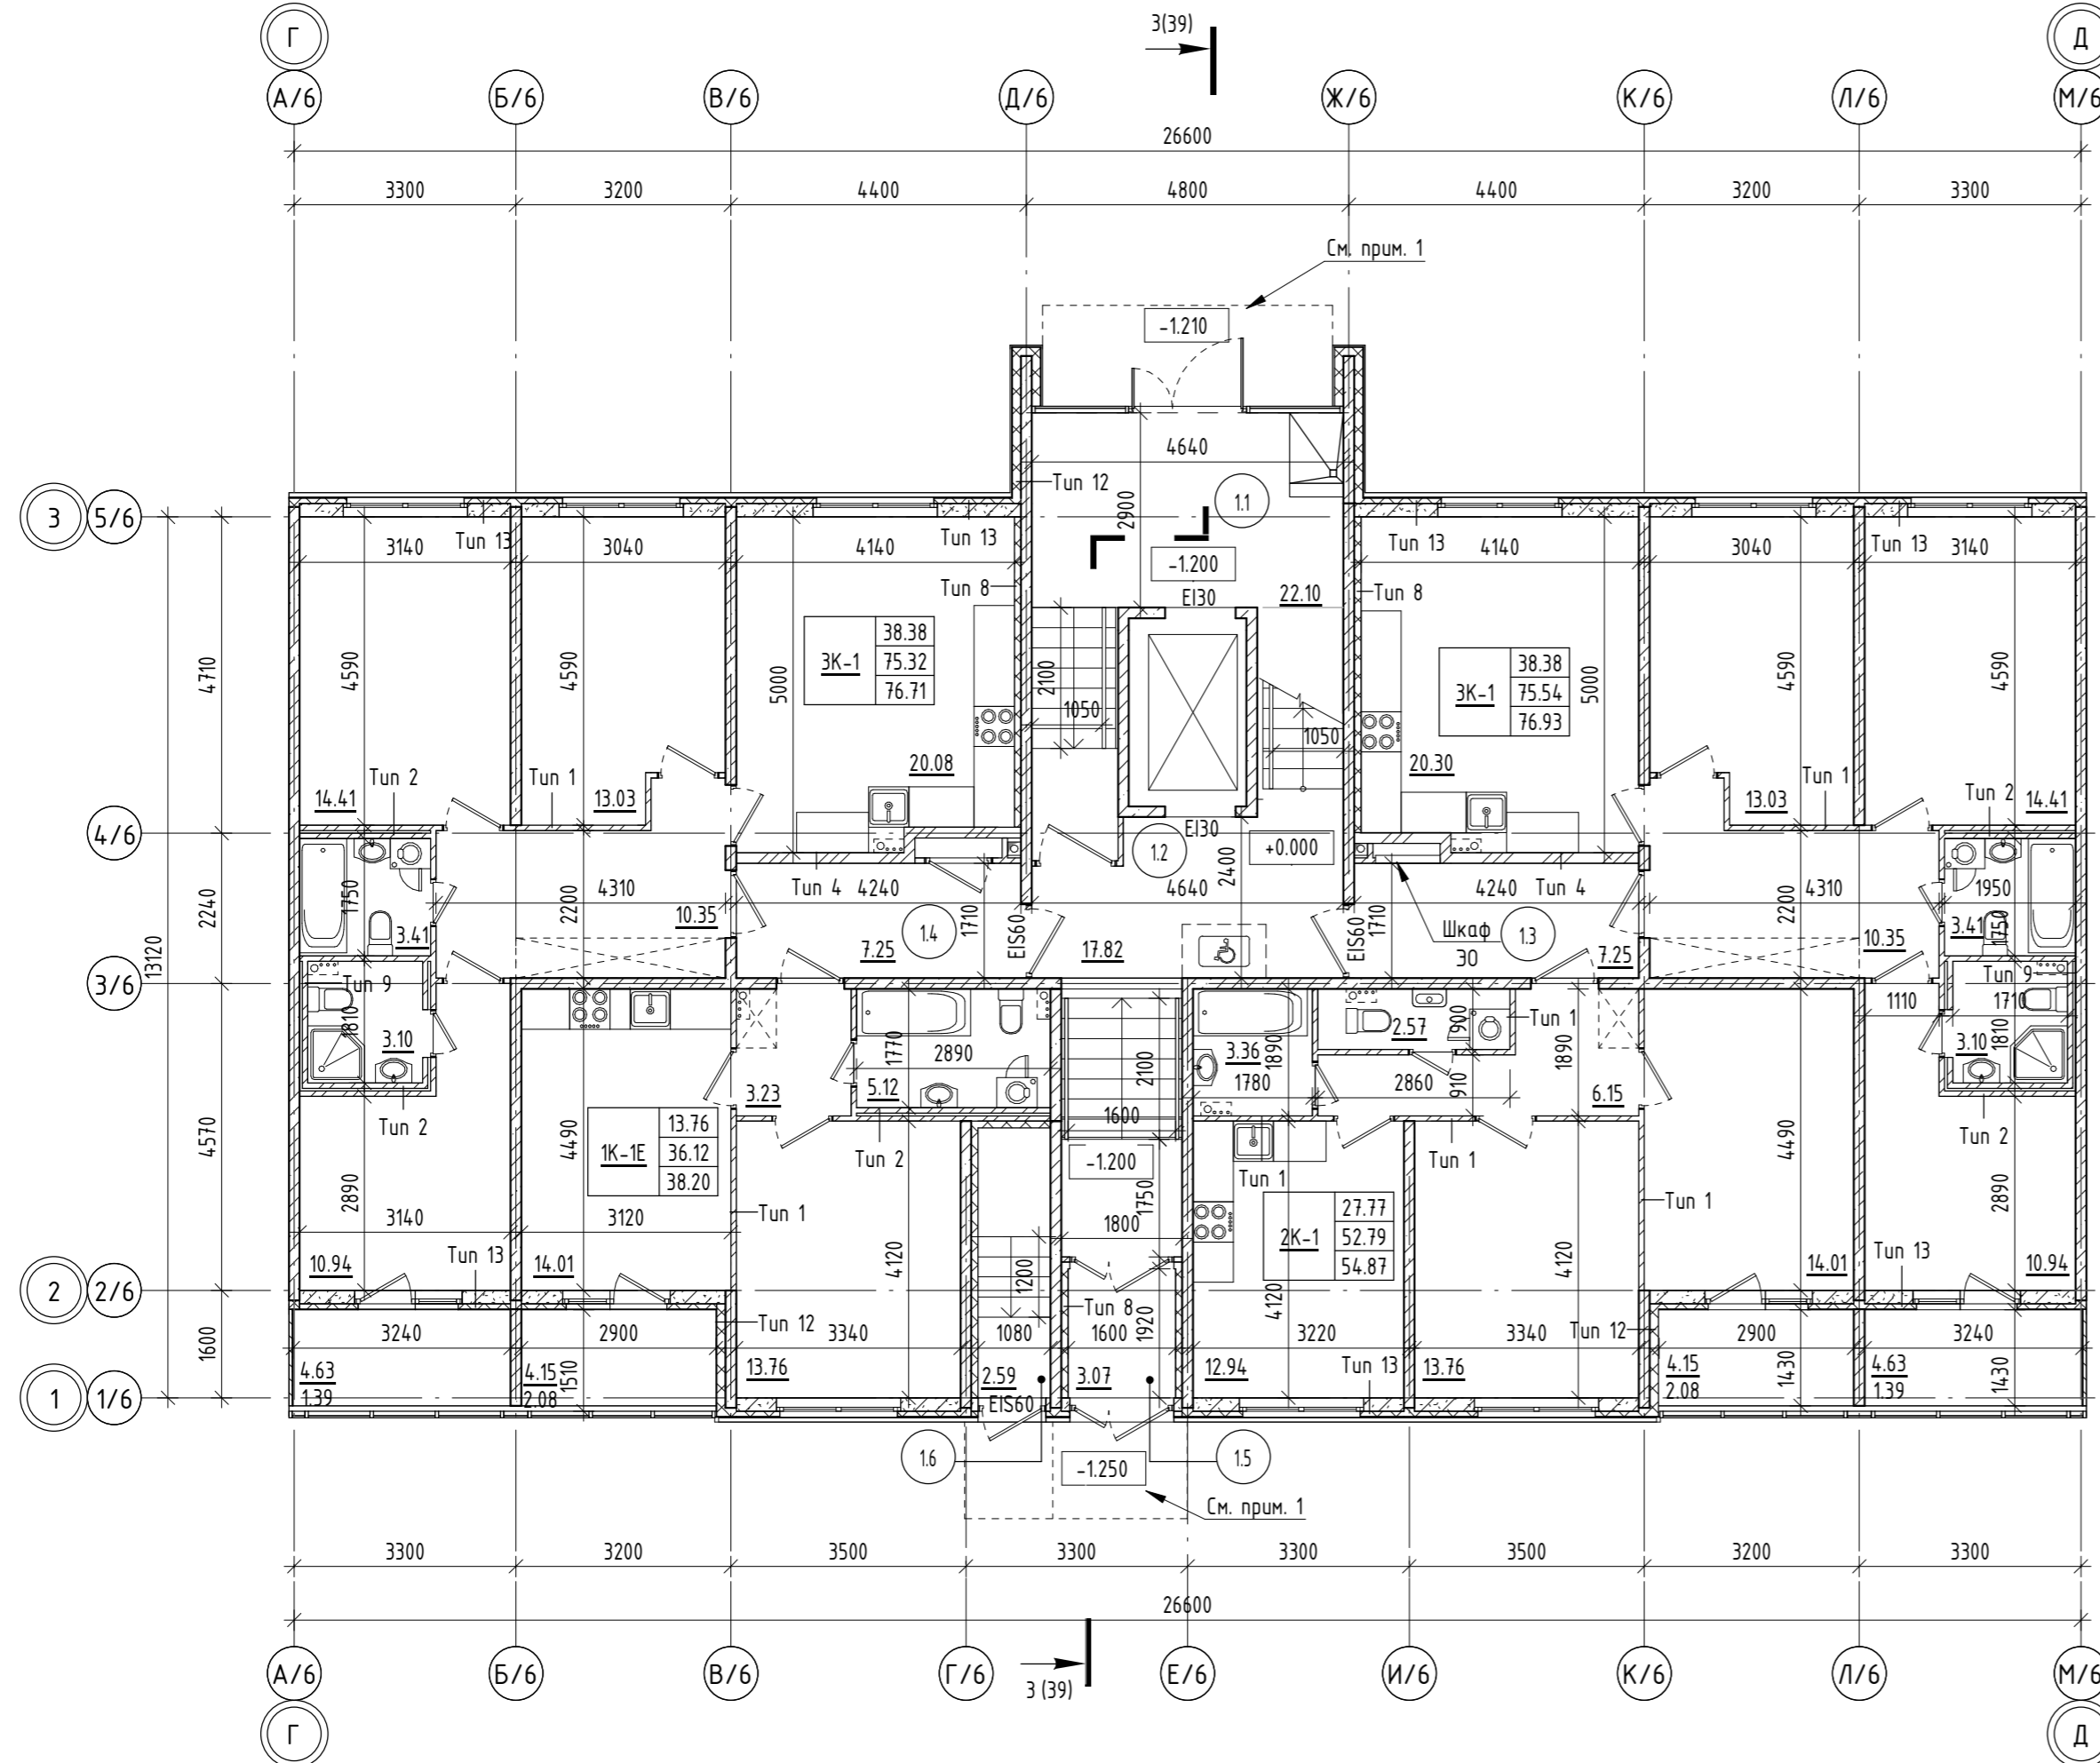 3(39)
Г
Д
А/6 Б/6 В/6 Д/6 Ж/6 К/6 Л/6 М/6
26600
3300 3200 4400 4800 4400 3200 3300
См. прим. 1
-1.210
4640
Тип 12
1.1
2900
3 5/6
Тип 13
Тип 13
Тип 13
Тип 13
3140 3040 4140 4140 3040 3140
-1.200
EI30
22.10
Тип 8
Тип 8
3К-1
38.38
75.32
76.71
3К-1
38.38
75.54
76.93
4710
4590
4590
5000
2100
1050
1050
5000
4590
4590
20.08
20.30
Тип 2
Тип 1
Тип 1
Тип 2
14.41
13.03
13.03
14.41
4/6
EI30
1.2
+0.000
2400
13120
2240
1750
2200
4310
10.35
Тип 4
4240
1710
1.4
EIS60
4640
EIS60
1710
Шкаф
ЗО
4240
Тип 4
1.3
2200
4310
1950
1750
3.41
7.25
17.82
7.25
10.35
3.41
3/6
Тип 9
1810
3.10
Тип 2
1770
2890
5.12
3.23
2100
1600
3.36
1890
1780
2.57
900
Тип 1
2860
910
1890
6.15
1110
Тип 9
1710
1810
3.10
Тип 2
4570
2890
4490
1К-1Е
13.76
36.12
38.20
Тип 2
-1.200
Тип 1
Тип 1
4490
2890
3140
3120
Тип 1
1750
1800
2К-1
27.77
52.79
54.87
Тип 1
Тип 13
10.94
14.01
4120
1200
4120
4120
14.01
Тип 13
10.94
2 2/6
1600
3240
2900
Тип 12
3340
1080
Тип 8
1600
1920
3220
3340
Тип 12
2900
3240
4.63
1.39
4.15
2.08
1510
13.76
2.59
EIS60
3.07
12.94
Тип 13
13.76
4.15
2.08
1430
4.63
1.39
1430
1 1/6
1.6
-1.250
1.5
См. прим. 1
3300 3200 3500 3300 3300 3500 3200 3300
26600
А/6 Б/6 В/6 Г/6 Е/6 И/6 К/6 Л/6 М/6
3 (39)
Г
Д